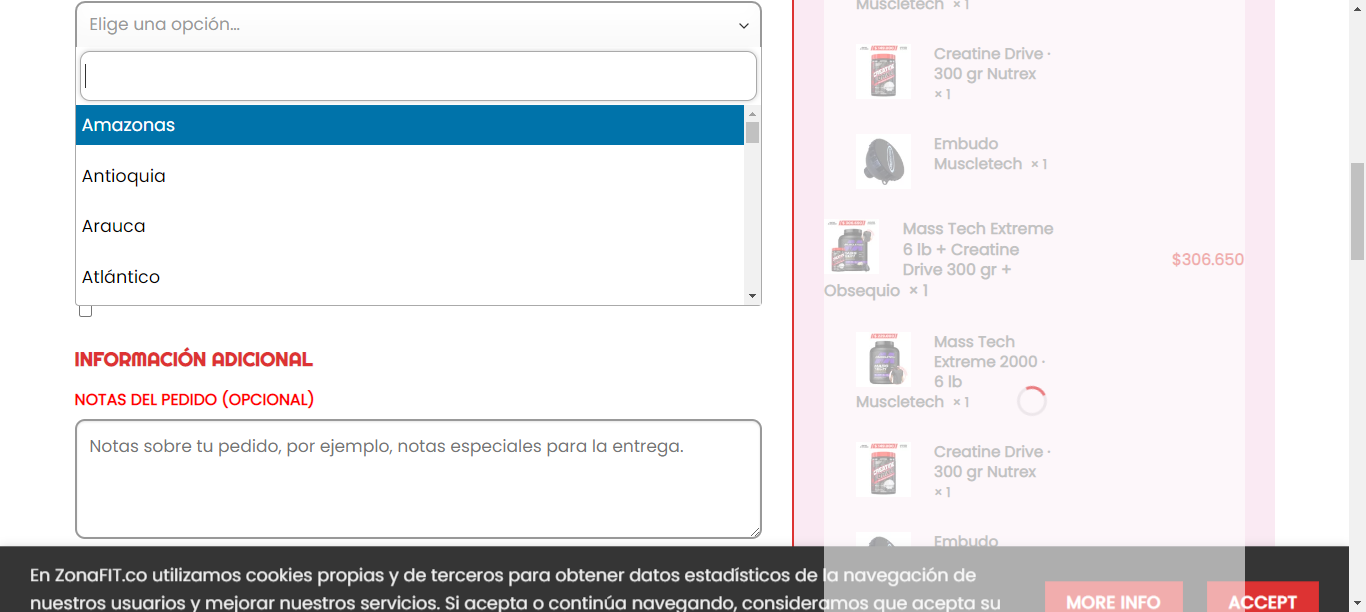 Elige una opción...
Amazonas
Antioquia
Arauca
Atlántico
INFORMACIÓN ADICIONAL
NOTAS DEL PEDIDO (OPCIONAL)
Notas sobre tu pedido, por ejemplo, notas especiales para la entrega.
Muscletech × 1
Creatine Drive ·
300 gr Nutrex
× 1
Embudo
Muscletech × 1
Mass Tech Extreme
6 lb + Creatine
Drive 300 gr +
Obsequio × 1
$306.650
Mass Tech
Extreme 2000 ·
6 lb
Muscletech × 1
Creatine Drive ·
300 gr Nutrex
× 1
Embudo
En ZonaFIT.co utilizamos cookies propias y de terceros para obtener datos estadísticos de la navegación de
nuestros usuarios y mejorar nuestros servicios. Si acepta o continúa navegando, consideramos que acepta su
MORE INFO
ACCEPT